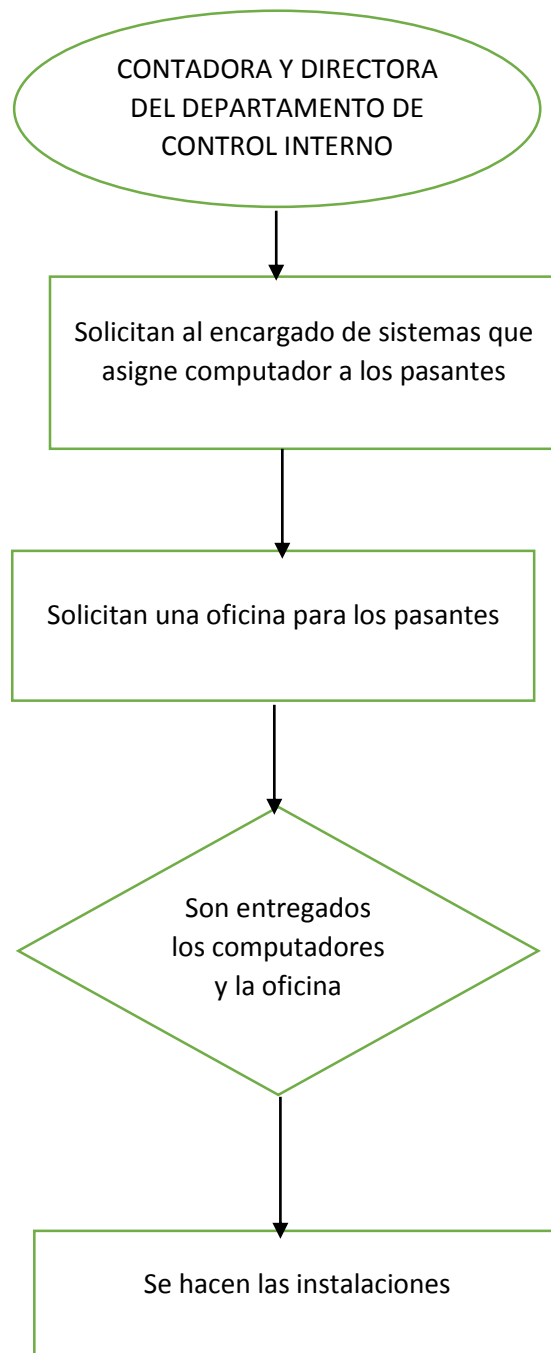 CONTADORA Y DIRECTORA
DEL DEPARTAMENTO DE
CONTROL INTERNO
Solicitan al encargado de sistemas que
asigne computador a los pasantes
Solicitan una oficina para los pasantes
Son entregados
los computadores
y la oficina
Se hacen las instalaciones